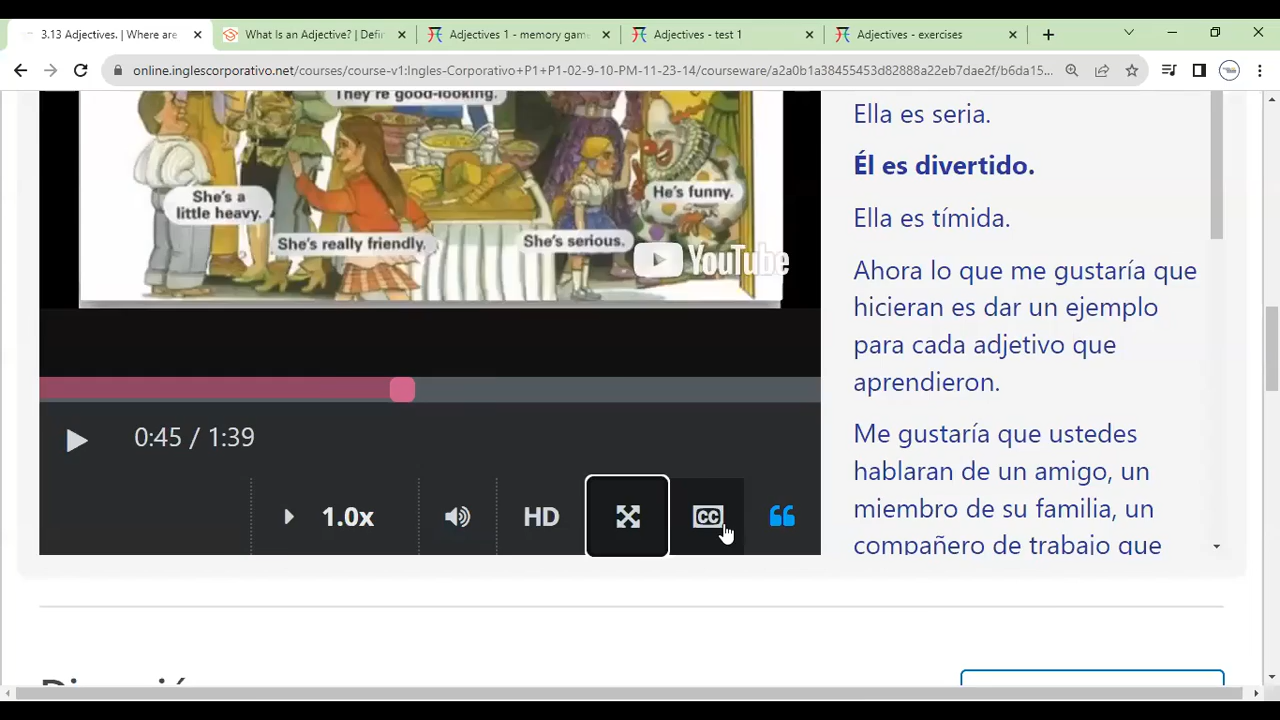 3.13 Adjectives. | Where are
What Is an Adjective? | Defi
Adjectives 1 - memory gam
Adjectives - test 1
Adjectives - exercises
online.inglescorporativo.net/courses/course-v1:Ingles-Corporativo+P1+P1-02-9-10-PM-11-23-14/courseware/a2a0b1a38455453d82888a22eb7dae2f/b6da15...
They're good-looking.
She's a
little heavy.
He's funny.
She's really friendly.
She's serious.
YouTube
0:45 / 1:39
1.0x
HD
CC
Ella es seria.
Él es divertido.
Ella es tímida.
Ahora lo que me gustaría que
hicieran es dar un ejemplo
para cada adjetivo que
aprendieron.
Me gustaría que ustedes
hablaran de un amigo, un
miembro de su familia, un
compañero de trabajo que